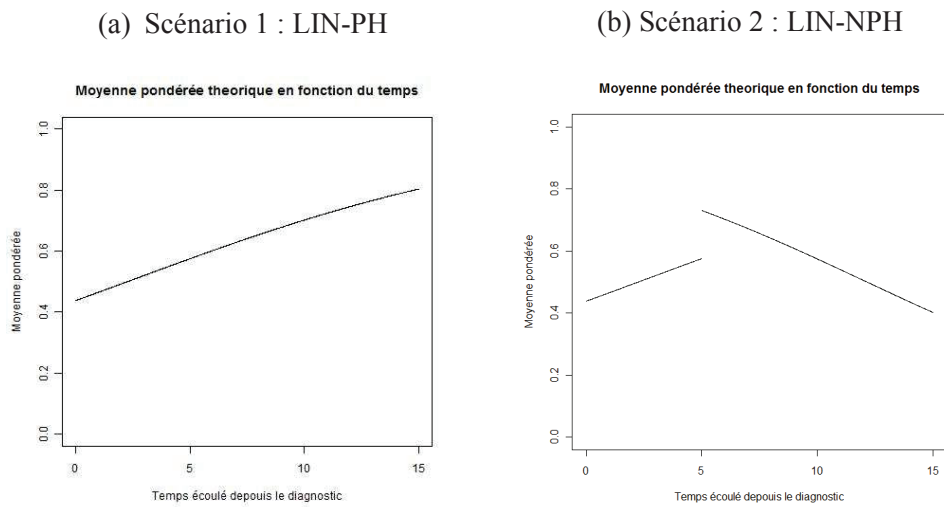 (a) Scénario 1 : LIN-PH
Moyenne pondérée theorique en fonction du temps
Moyenne pondérée
1.0
0.8
0.6
0.4
0.2
0.0
0 5 10 15
Temps écoulé depuis le diagnostic
(b) Scénario 2 : LIN-NPH
Moyenne pondérée theorique en fonction du temps
Moyenne pondérée
1.0
0.8
0.6
0.4
0.2
0.0
0 5 10 15
Temps écoulé depuis le diagnostic